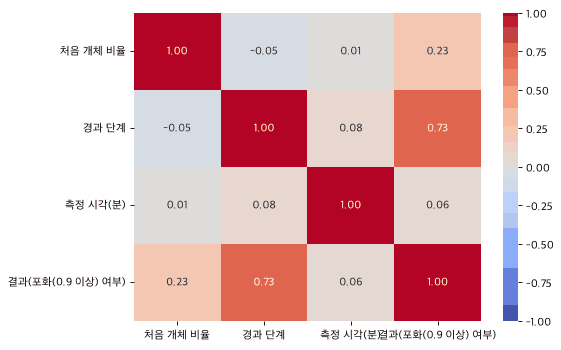 처음 개체 비율 1.00 -0.05 0.01 0.23
경과 단계 -0.05 1.00 0.08 0.73
측정 시각(분) 0.01 0.08 1.00 0.06
결과(포화(0.9 이상) 여부) 0.23 0.73 0.06 1.00
처음 개체 비율 경과 단계 측정 시각(분) 결과(포화(0.9 이상) 여부)
1.00
0.75
0.50
0.25
0.00
-0.25
-0.50
-0.75
-1.00